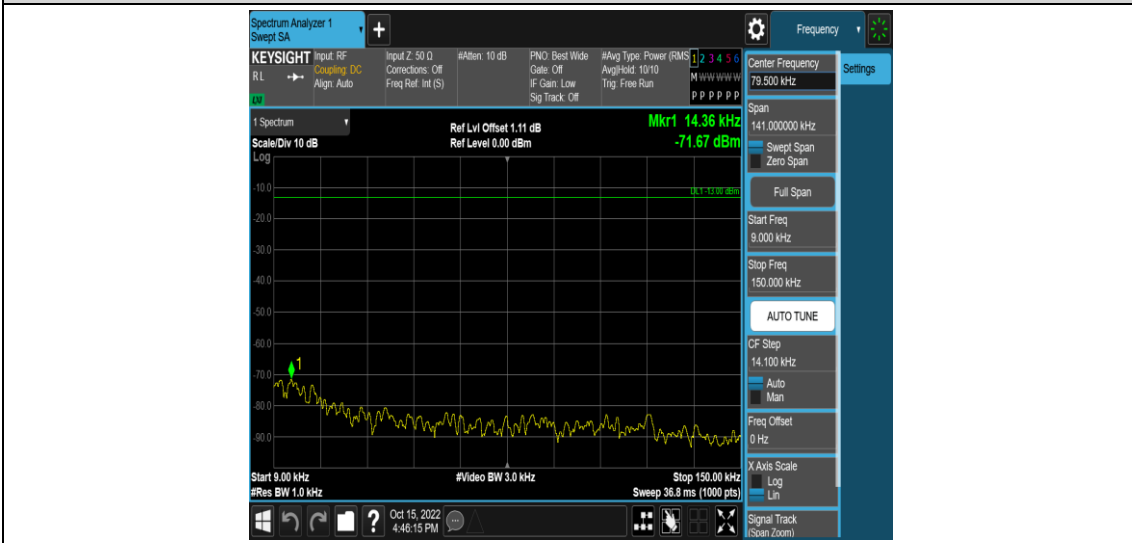 Spectrum Analyzer 1
Swept SA
+
Frequency
KEYSIGHT
RL
LXI
Input: RF
Coupling: DC
Align: Auto
Input Z: 50 Ω
Corrections: Off
Freq Ref: Int (S)
#Atten: 10 dB
PNO: Best Wide
Gate: Off
IF Gain: Low
Sig Track: Off
#Avg Type: Power (RMS
Avg|Hold: 10/10
Trig: Free Run
1 2 3 4 5 6
M W W W W W
P P P P P P
Center Frequency
79.500 kHz
Settings
Span
141.000000 kHz
Swept Span
Zero Span
Full Span
Start Freq
9.000 kHz
Stop Freq
150.000 kHz
AUTO TUNE
CF Step
14.100 kHz
Auto
Man
Freq Offset
0 Hz
X Axis Scale
Log
Lin
Signal Track
(Span Zoom)
1 Spectrum
Scale/Div 10 dB
Log
Ref Lvl Offset 1.11 dB
Ref Level 0.00 dBm
Mkr1 14.36 kHz
-71.67 dBm
DL1 -13.00 dBm
-10.0
-20.0
-30.0
-40.0
-50.0
-60.0
-70.0
-80.0
-90.0
1
Start 9.00 kHz
#Video BW 3.0 kHz
Stop 150.00 kHz
#Res BW 1.0 kHz
Sweep 36.8 ms (1000 pts)
?
Oct 15, 2022
4:46:15 PM